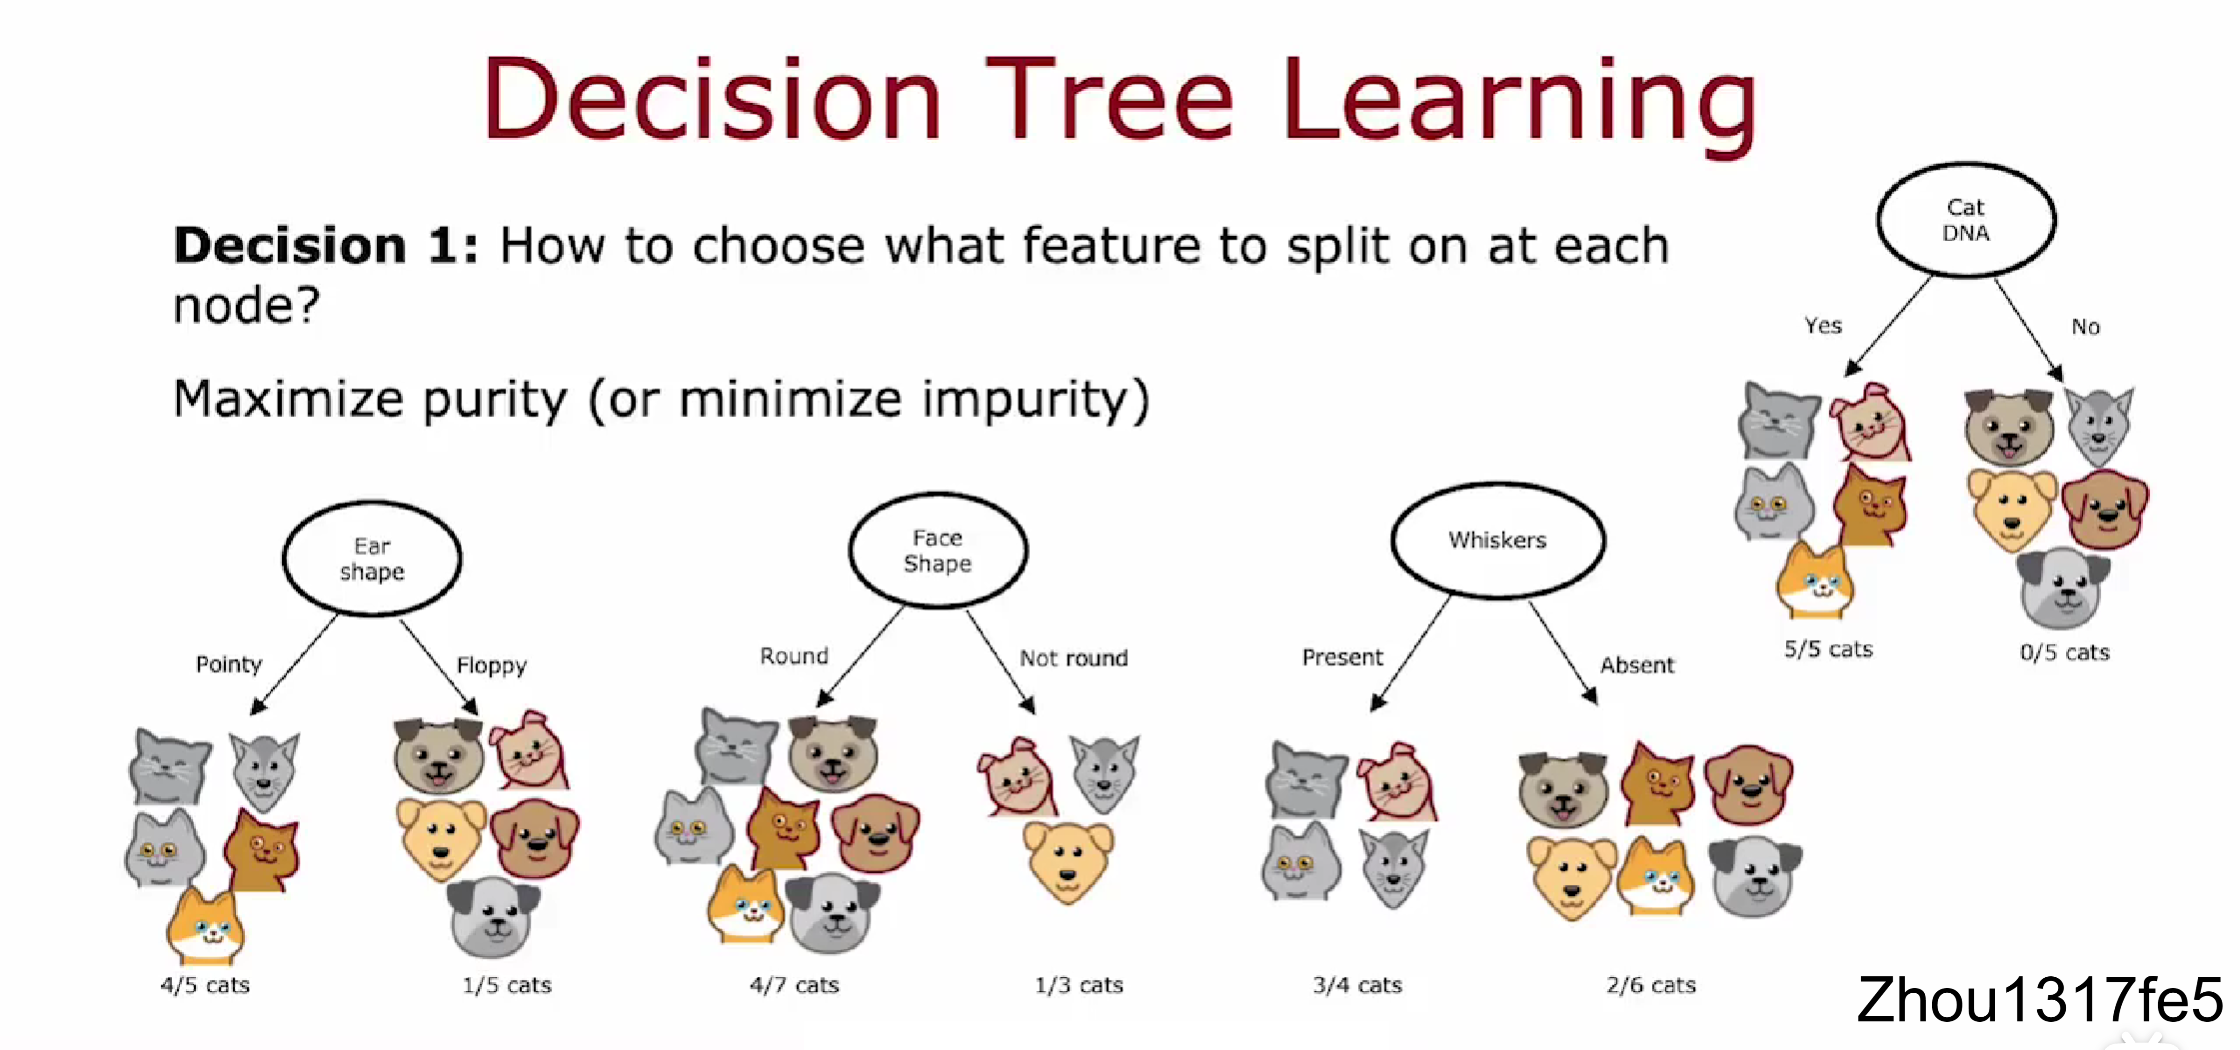 Decision Tree Learning
Decision 1: How to choose what feature to split on at each
node?
Maximize purity (or minimize impurity)
Cat
DNA
Yes
No
5/5 cats
0/5 cats
Ear
shape
Pointy
Floppy
4/5 cats
1/5 cats
Face
Shape
Round
Not round
4/7 cats
1/3 cats
Whiskers
Present
Absent
3/4 cats
2/6 cats
Zhou1317fe5